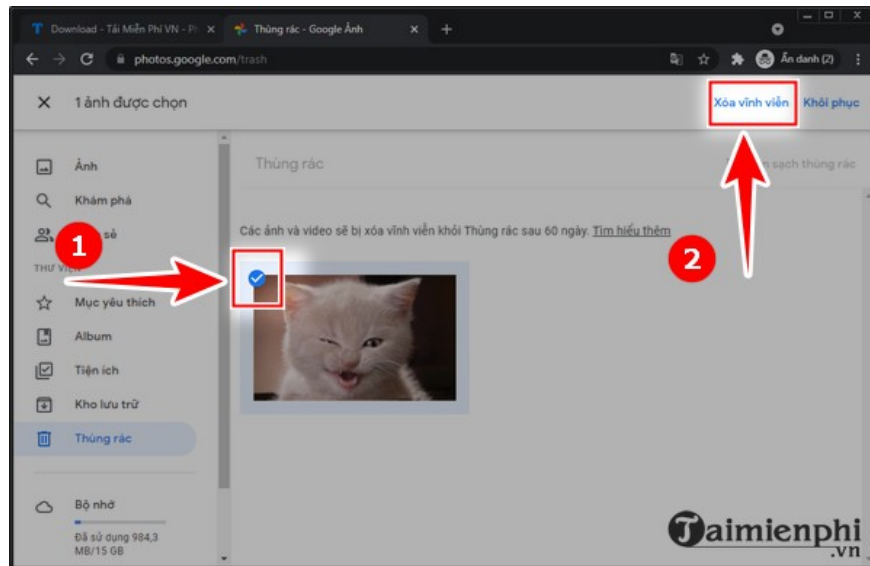 Download - Tải Miễn Phí VN - P
Thùng rác - Google Ảnh
photos.google.com/trash
Ẩn danh (2)
1 ảnh được chọn
Xóa vĩnh viễn
Khôi phục
Ảnh
Thùng rác
sạch thùng rác
Khám phá
sẻ
Các ảnh và video sẽ bị xóa vĩnh viễn khỏi Thùng rác sau 60 ngày. Tìm hiểu thêm
1
2
THƯ
Mục yêu thích
Album
Tiện ích
Kho lưu trữ
Thùng rác
Bộ nhớ
Đã sử dụng 984,3
MB/15 GB
Taimienphi
.vn